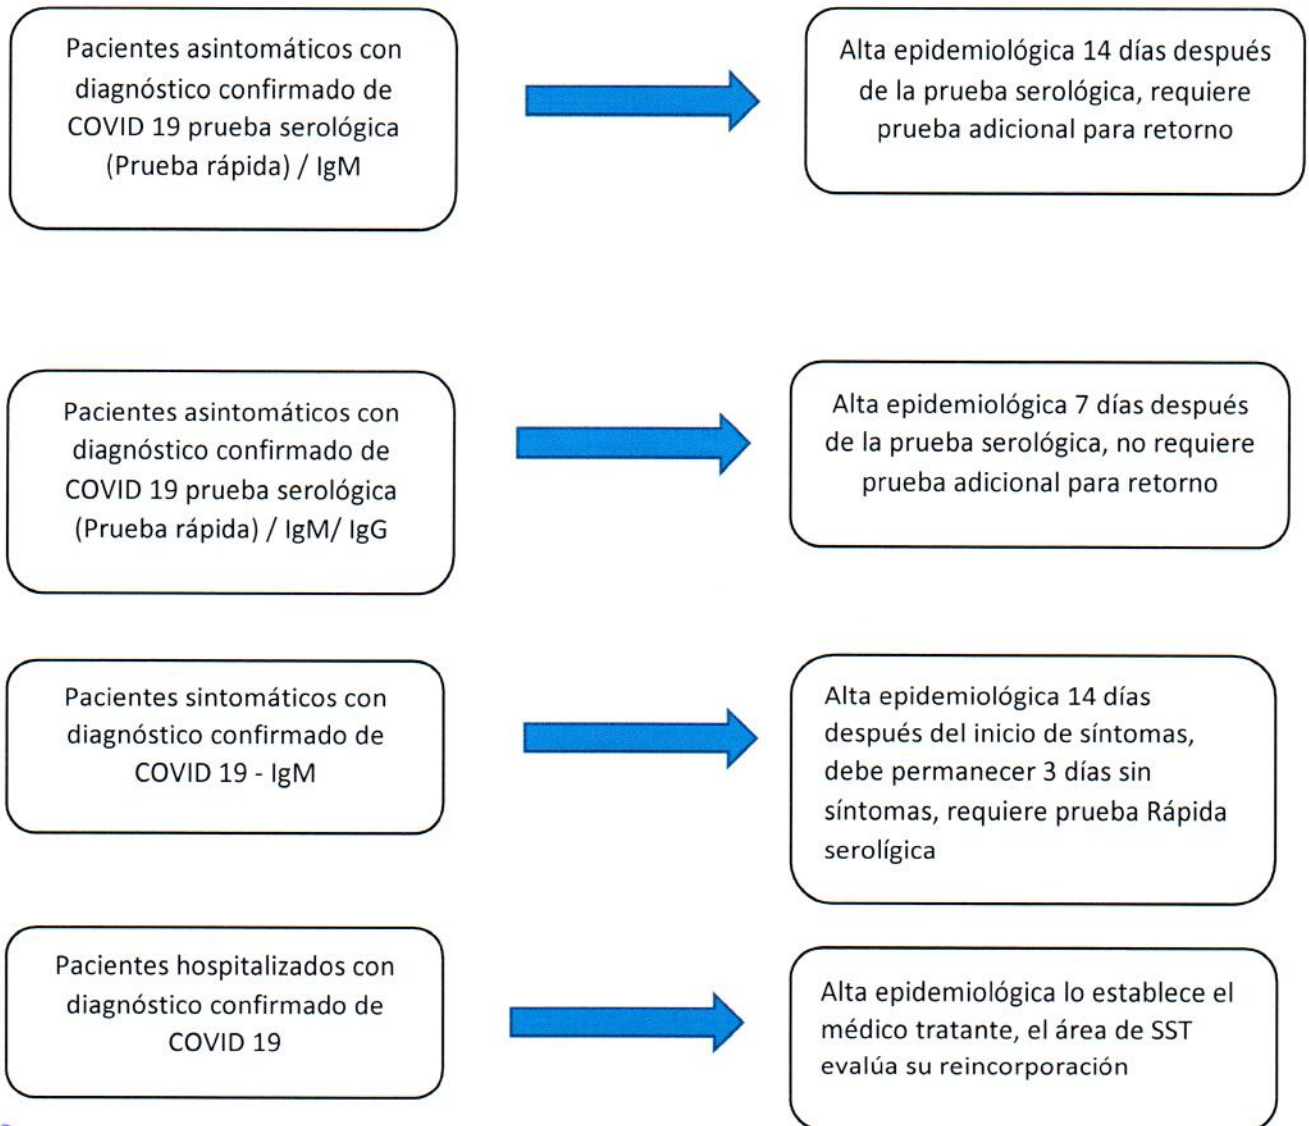 Pacientes asintomáticos con
diagnóstico confirmado de
COVID 19 prueba serológica
(Prueba rápida) / IgM
Alta epidemiológica 14 días después
de la prueba serológica, requiere
prueba adicional para retorno
Pacientes asintomáticos con
diagnóstico confirmado de
COVID 19 prueba serológica
(Prueba rápida) / IgM/ IgG
Alta epidemiológica 7 días después
de la prueba serológica, no requiere
prueba adicional para retorno
Pacientes sintomáticos con
diagnóstico confirmado de
COVID 19 - IgM
Alta epidemiológica 14 días
después del inicio de síntomas,
debe permanecer 3 días sin
síntomas, requiere prueba Rápida
serolígica
Pacientes hospitalizados con
diagnóstico confirmado de
COVID 19
Alta epidemiológica lo establece el
médico tratante, el área de SST
evalúa su reincorporación